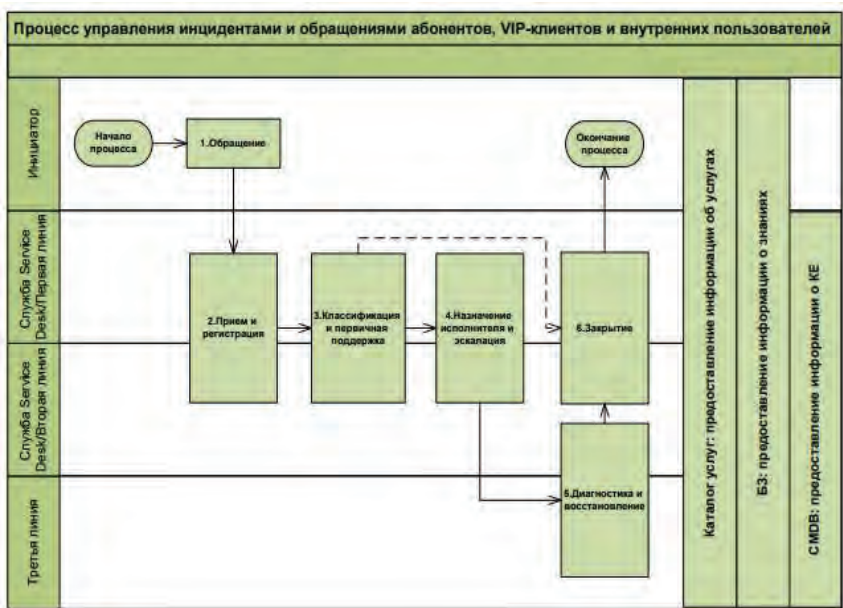 Процесс управления инцидентами и обращениями абонентов, VIP-клиентов и внутренних пользователей
Инициатор
Начало
процесса
1.Обращение
Окончание
процесса
Служба Service
Desk/Первая линия
2.Прием и
регистрация
3.Классификация
и первичная
поддержка
4.Назначение
исполнителя и
эскалация
6.Закрытие
Служба Service
Desk/Вторая линия
5.Диагностика и
восстановление
Третья линия
Каталог услуг: предоставление информации об услугах
БЗ: предоставление информации о знаниях
CMDB: предоставление информации о КЕ